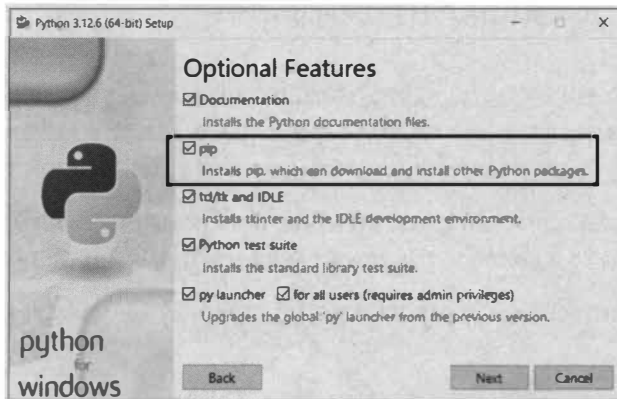 Python 3.12.6 (64-bit) Setup
Optional Features
Documentation
Installs the Python documentation files.
pip
Installs pip, which can download and install other Python packages.
tcl/tk and IDLE
Installs tkinter and the IDLE development environment.
Python test suite
Installs the standard library test suite.
py launcher for all users (requires admin privileges)
Upgrades the global 'py' launcher from the previous version.
python
for
windows
Back Next Cancel